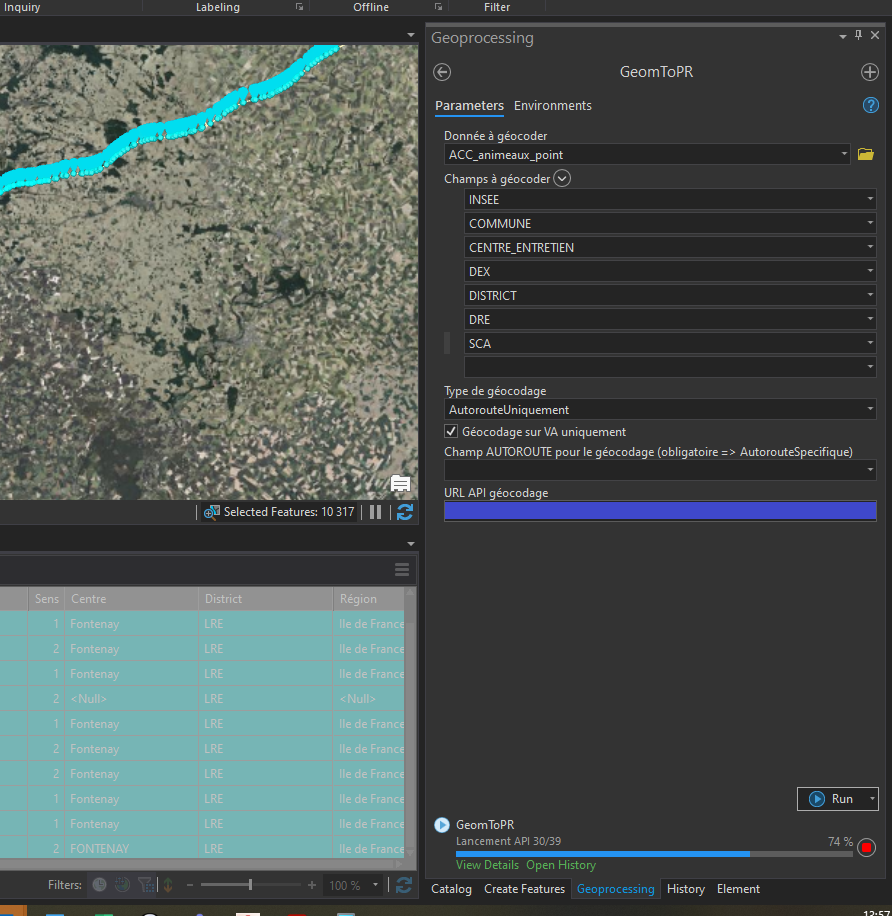 Inquiry
Labeling
Offline
Filter
Geoprocessing
GeomToPR
Parameters Environments
Donnée à géocoder
ACC_animeaux_point
Champs à géocoder
INSEE
COMMUNE
CENTRE_ENTRETIEN
DEX
DISTRICT
DRE
SCA
Type de géocodage
AutorouteUniquement
Géocodage sur VA uniquement
Champ AUTOROUTE pour le géocodage (obligatoire => AutorouteSpecifique)
URL API géocodage
Selected Features: 10 317
Sens Centre District Région
1 Fontenay LRE Ile de France
2 Fontenay LRE Ile de France
1 Fontenay LRE Ile de France
2 <Null> LRE <Null>
1 Fontenay LRE Ile de France
2 Fontenay LRE Ile de France
2 Fontenay LRE Ile de France
1 Fontenay LRE Ile de France
1 Fontenay LRE Ile de France
2 FONTENAY LRE Ile de France
Filters: 100 %
Run
GeomToPR
Lancement API 30/39 74 %
View Details Open History
Catalog Create Features Geoprocessing History Element
12:57